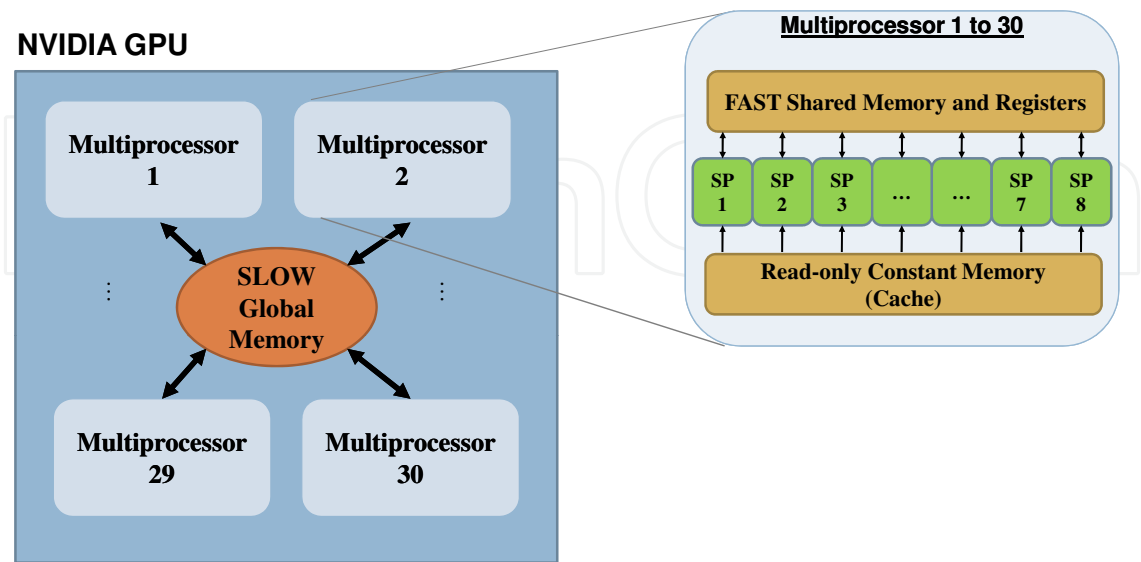 NVIDIA GPU
Multiprocessor
1
Multiprocessor
2
SLOW
Global
Memory
⋮
⋮
Multiprocessor
29
Multiprocessor
30
Multiprocessor 1 to 30
FAST Shared Memory and Registers
SP
1
SP
2
SP
3
...
...
SP
7
SP
8
Read-only Constant Memory
(Cache)